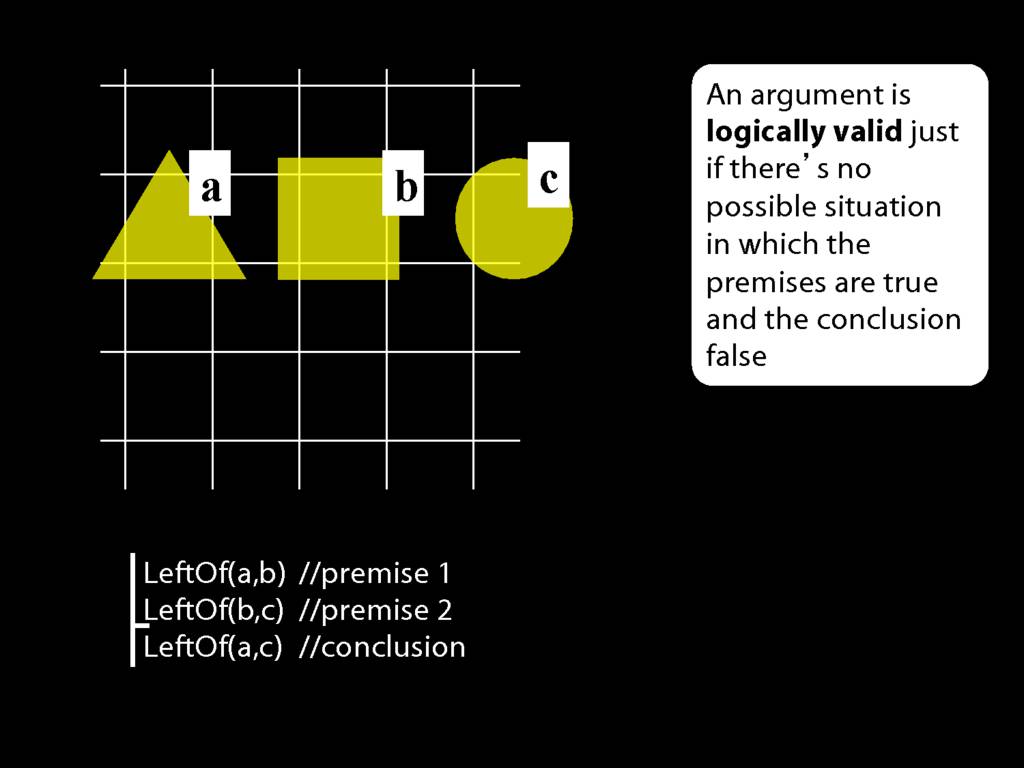 a
b
c
An argument is
logically valid just
if there’s no
possible situation
in which the
premises are true
and the conclusion
false
LeftOf(a,b) //premise 1
LeftOf(b,c) //premise 2
LeftOf(a,c) //conclusion